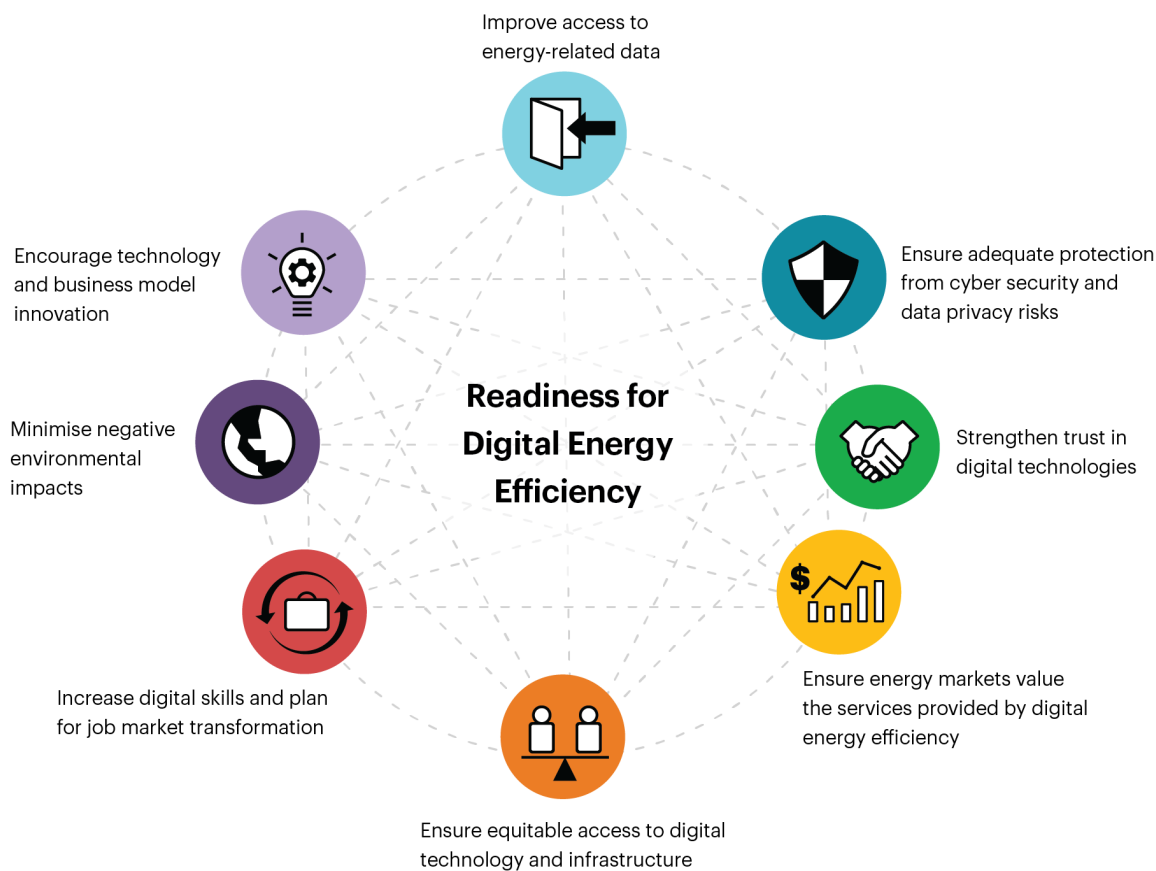 Improve access to
energy-related data
Encourage technology
and business model
innovation
Ensure adequate protection
from cyber security and
data privacy risks
Readiness for
Digital Energy
Efficiency
Minimise negative
environmental
impacts
Strengthen trust in
digital technologies
$
Increase digital skills and plan
for job market transformation
Ensure energy markets value
the services provided by digital
energy efficiency
Ensure equitable access to digital
technology and infrastructure